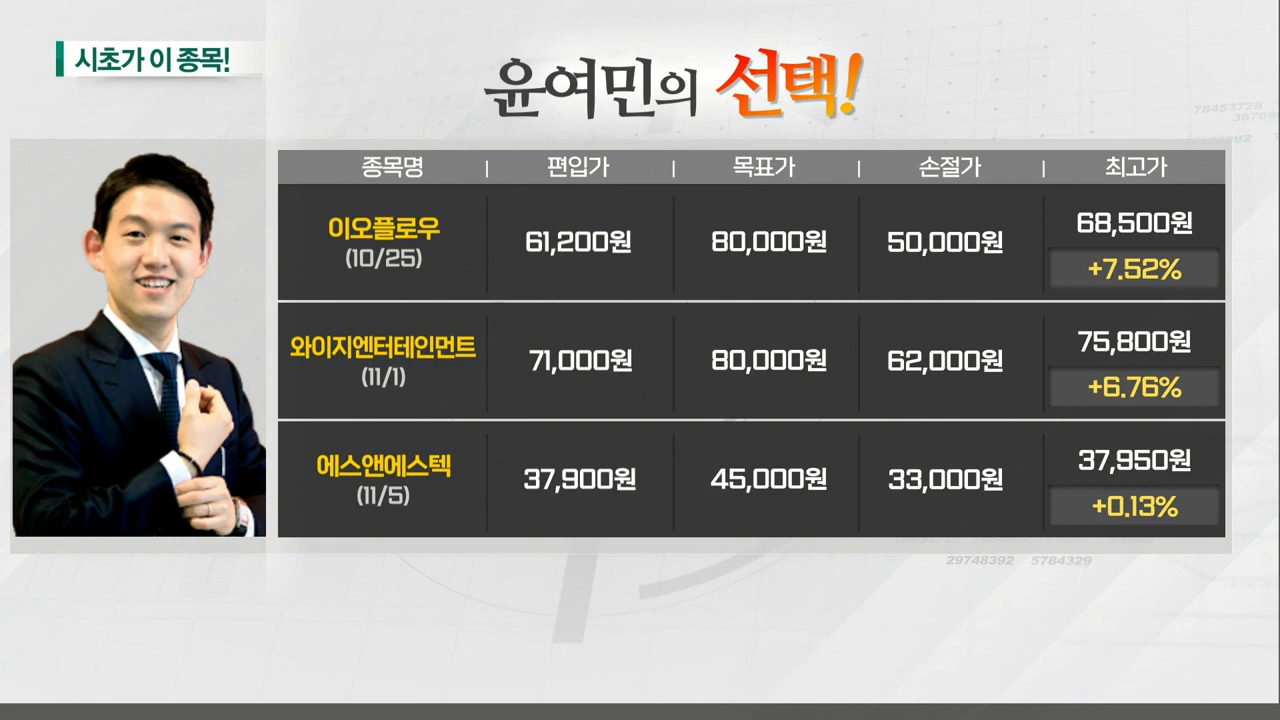 시초가 이 종목!
윤여민의 선택!
종목명 | 편입가 | 목표가 | 손절가 | 최고가
이오플로우 (10/25) 61,200원 80,000원 50,000원 68,500원 +7.52%
와이지엔터테인먼트 (11/1) 71,000원 80,000원 62,000원 75,800원 +6.76%
에스앤에스텍 (11/5) 37,900원 45,000원 33,000원 37,950원 +0.13%
78453729
29748392 5784329